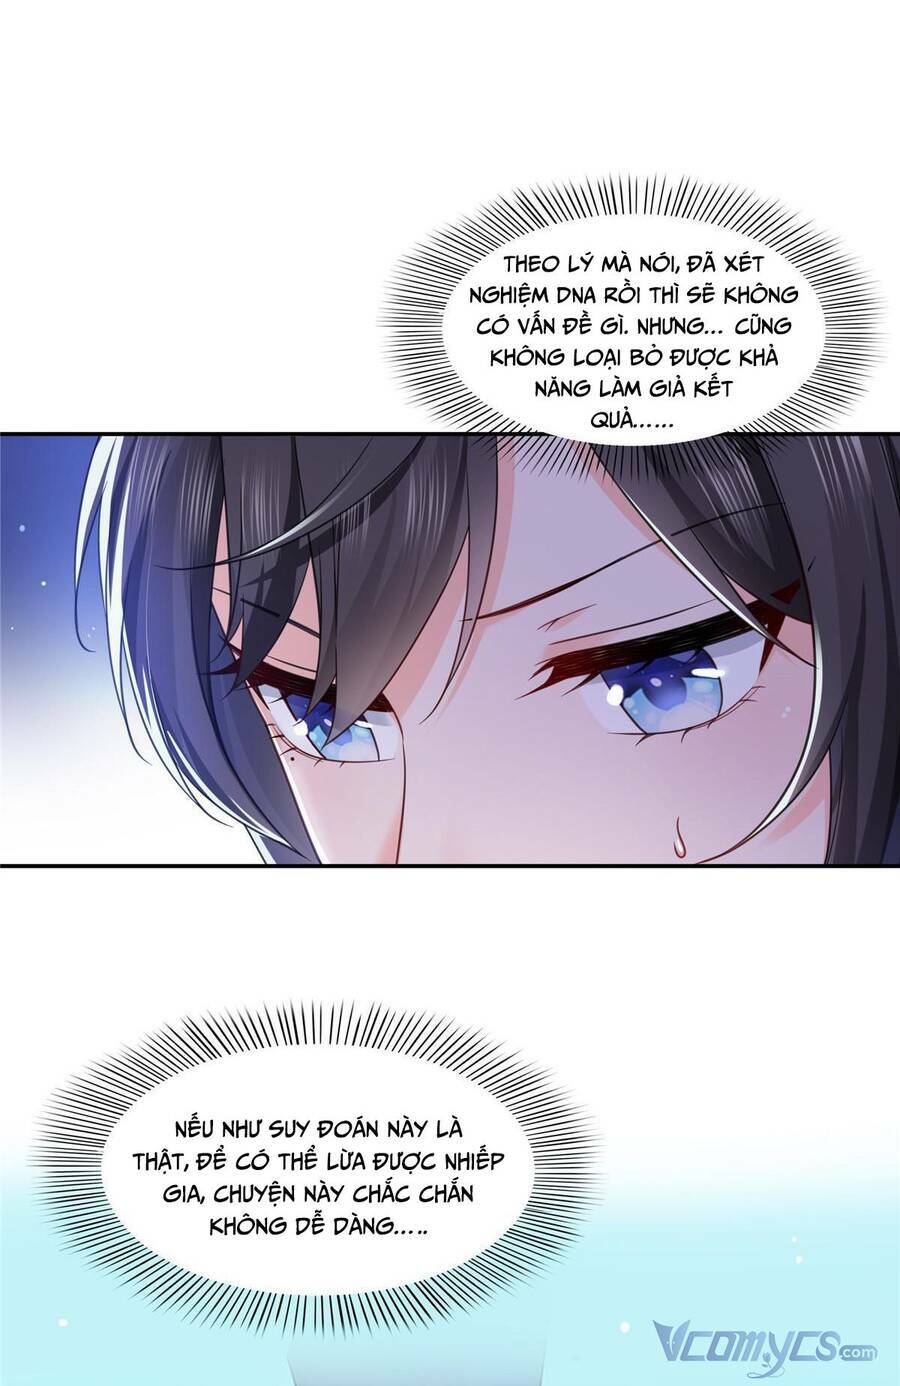 THEO LÝ MÀ NÓI, ĐÃ XÉT
NGHIỆM DNA RỒI THÌ SẼ KHÔNG
CÓ VẤN ĐỀ GÌ. NHƯNG... CŨNG
KHÔNG LOẠI BỎ ĐƯỢC KHẢ
NĂNG LÀM GIẢ KẾT
QUẢ......
NẾU NHƯ SUY ĐOÁN NÀY LÀ
THẬT, ĐỂ CÓ THỂ LỪA ĐƯỢC NHIẾP
GIA, CHUYỆN NÀY CHẮC CHẮN
KHÔNG DỄ DÀNG.....
VCOMYCS.com